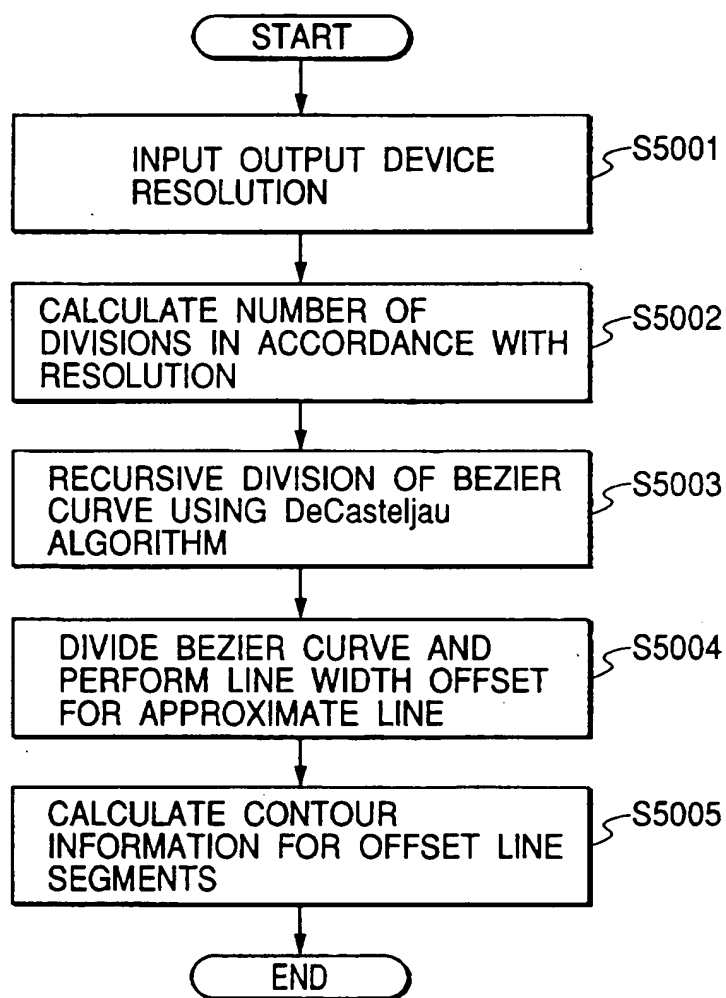 START
INPUT OUTPUT DEVICE
RESOLUTION
S5001
CALCULATE NUMBER OF
DIVISIONS IN ACCORDANCE WITH
RESOLUTION
S5002
RECURSIVE DIVISION OF BEZIER
CURVE USING DeCasteljau
ALGORITHM
S5003
DIVIDE BEZIER CURVE AND
PERFORM LINE WIDTH OFFSET
FOR APPROXIMATE LINE
S5004
CALCULATE CONTOUR
INFORMATION FOR OFFSET LINE
SEGMENTS
S5005
END